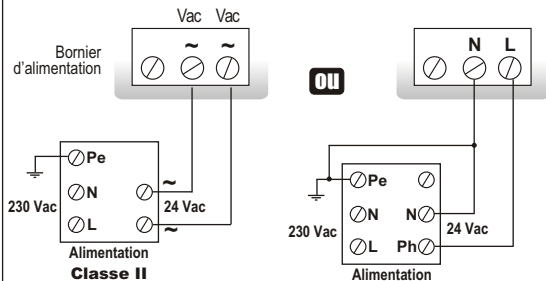 Vac Vac
Bornier
d'alimentation
~ ~
Pe
N
L
230 Vac
~
24 Vac
~
Alimentation
Classe II
ou
N L
Pe
N N
L Ph
230 Vac
24 Vac
Alimentation